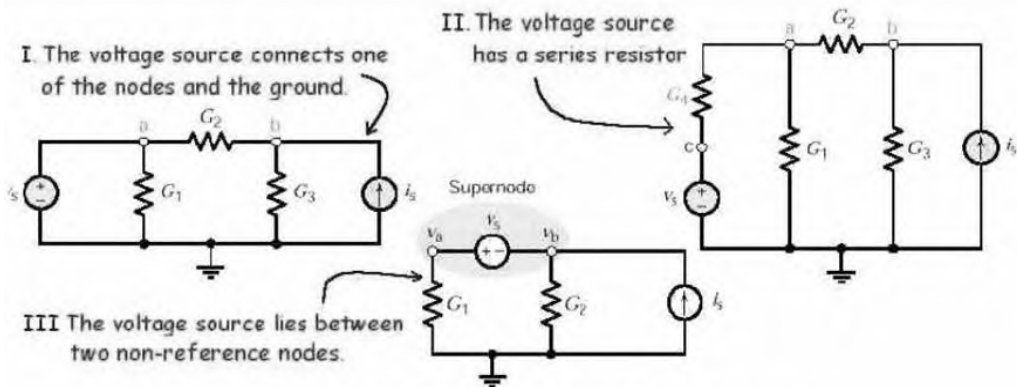 I. The voltage source connects one
of the nodes and the ground.
a
G2
b
is
G1
G3
is
II. The voltage source
has a series resistor
a
G2
b
G4
c
G1
G3
is
vs
Supernode
va
vs
vb
G1
G2
is
III The voltage source lies between
two non-reference nodes.